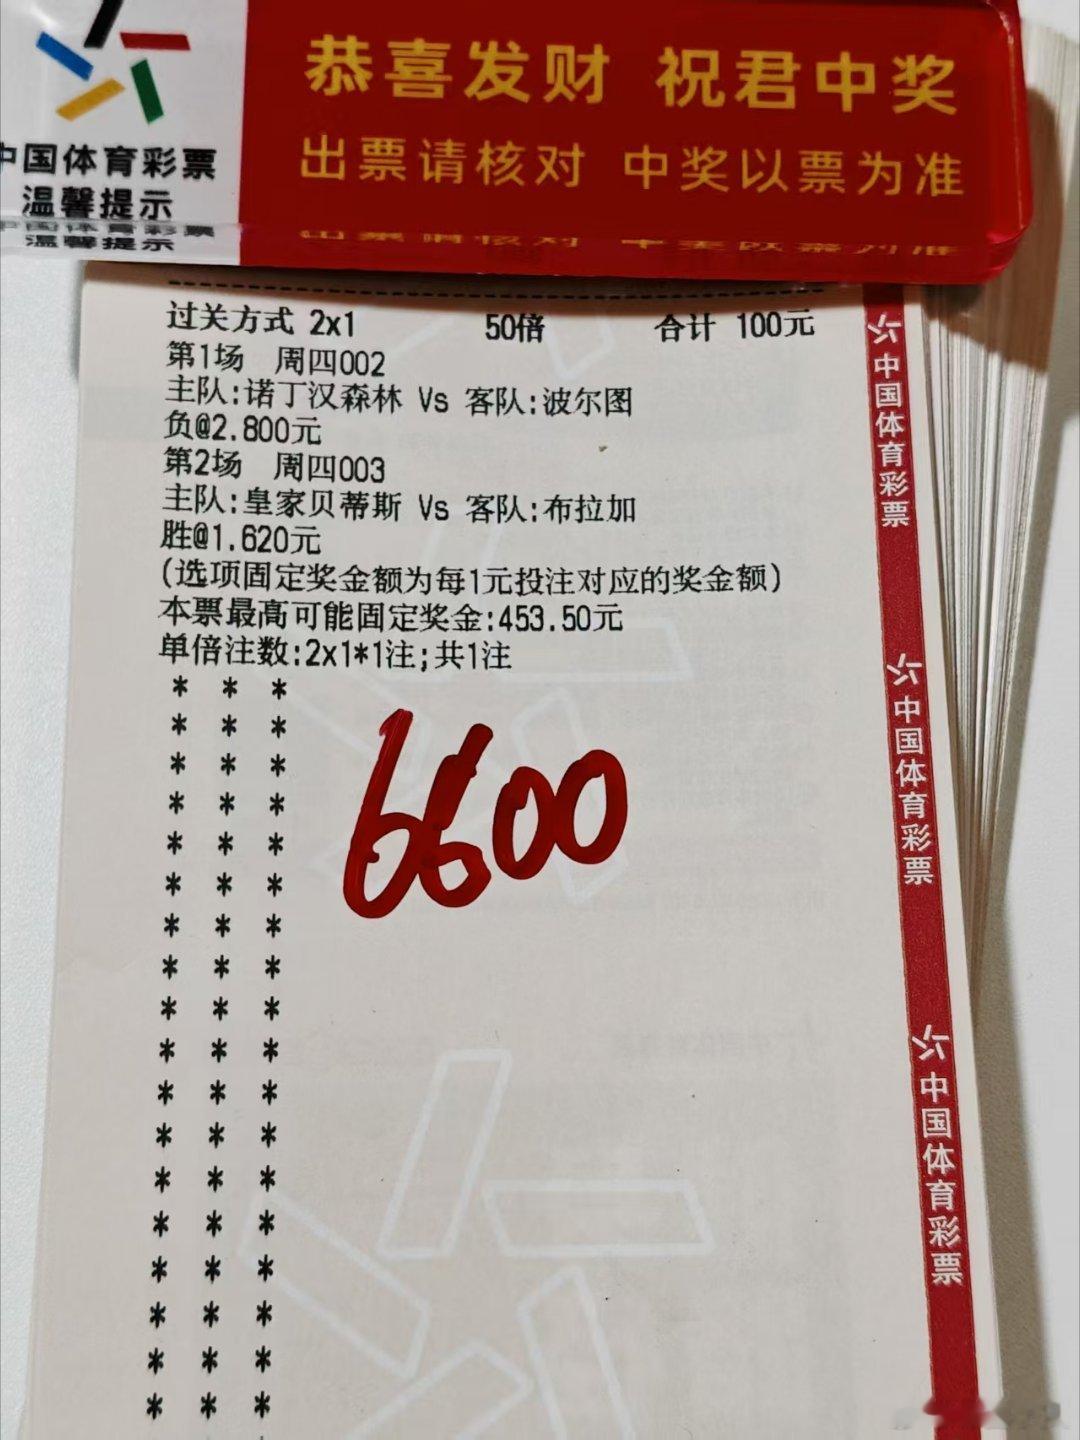 恭喜发财 祝君中奖
出票请核对 中奖以票为准
中国体育彩票
温馨提示
过关方式 2x1 50倍 合计 100元
第1场 周四002
主队:诺丁汉森林 Vs 客队:波尔图
负@2.800元
第2场 周四003
主队:皇家贝蒂斯 Vs 客队:布拉加
胜@1.620元
(选项固定奖金额为每1元投注对应的奖金额)
本票最高可能固定奖金:453.50元
单倍注数:2x1*1注;共1注
6600
中国体育彩票
中国体育彩票
中国体育彩票